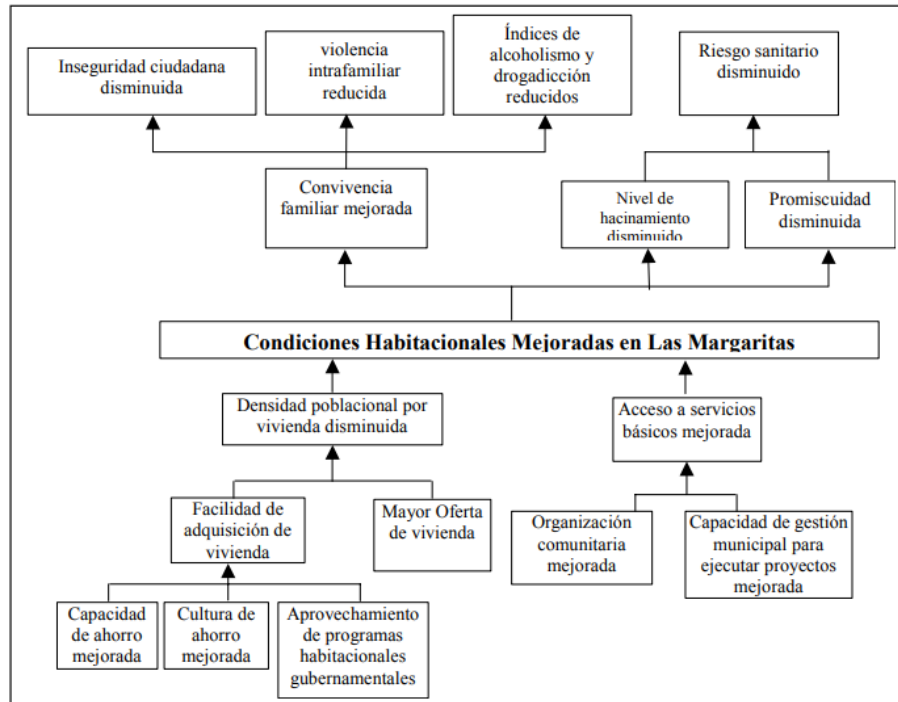 Inseguridad ciudadana
disminuida
violencia
intrafamiliar
reducida
Índices de
alcoholismo y
drogadicción
reducidos
Riesgo sanitario
disminuido
Convivencia
familiar mejorada
Nivel de
hacinamiento
disminuido
Promiscuidad
disminuida
Condiciones Habitacionales Mejoradas en Las Margaritas
Densidad poblacional por
vivienda disminuida
Acceso a servicios
básicos mejorada
Facilidad de
adquisición de
vivienda
Mayor Oferta
de vivienda
Organización
comunitaria
mejorada
Capacidad de gestión
municipal para
ejecutar proyectos
mejorada
Capacidad
de ahorro
mejorada
Cultura de
ahorro
mejorada
Aprovechamiento
de programas
habitacionales
gubernamentales